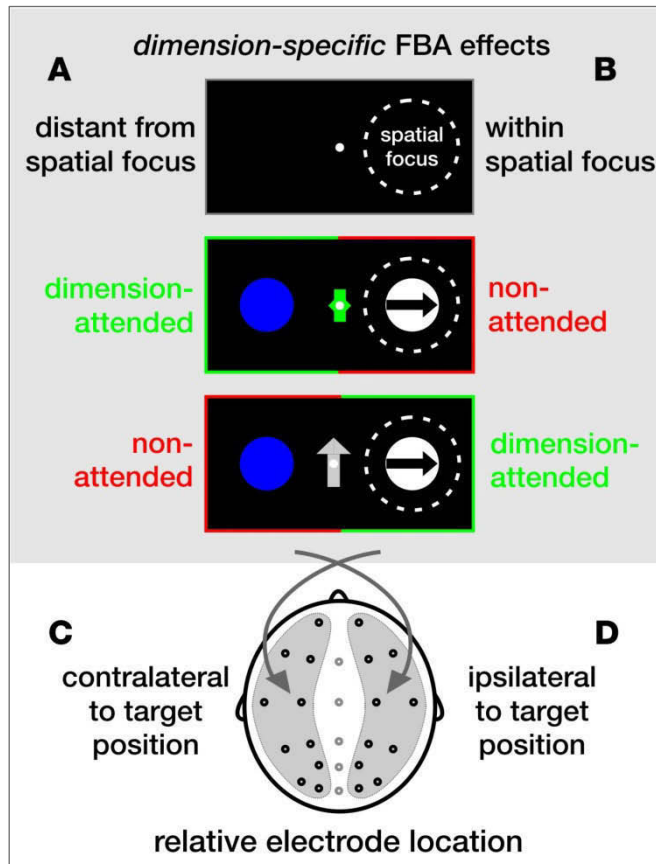 dimension-specific FBA effects
A
B
distant from
spatial focus
spatial
focus
within
spatial focus
dimension-
attended
non-
attended
non-
attended
dimension-
attended
C
D
contralateral
to target
position
ipsilateral
to target
position
relative electrode location